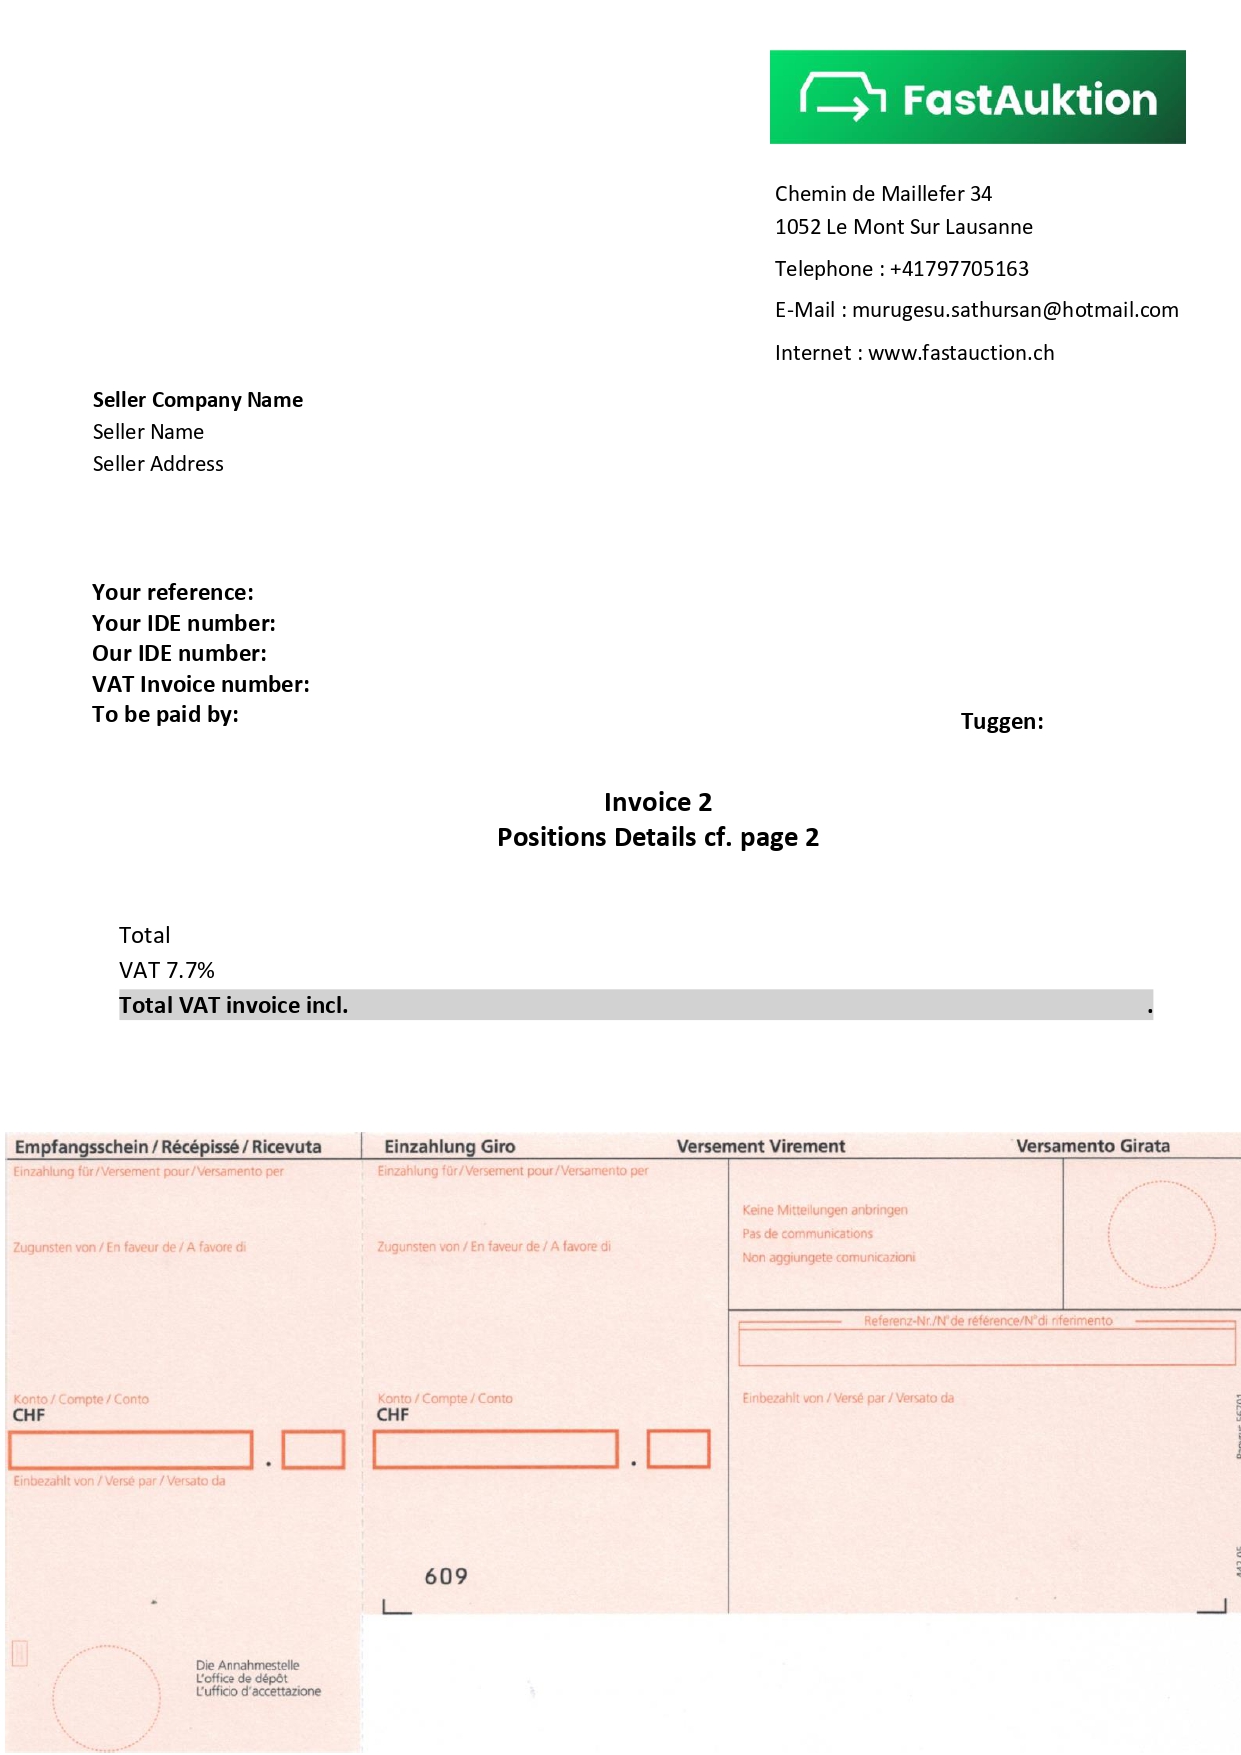 FastAuktion
Chemin de Maillefer 34
1052 Le Mont Sur Lausanne
Telephone : +41797705163
E-Mail : murugesu.sathursan@hotmail.com
Internet : www.fastauction.ch
Seller Company Name
Seller Name
Seller Address
Your reference:
Your IDE number:
Our IDE number:
VAT Invoice number:
To be paid by:
Tuggen:
Invoice 2
Positions Details cf. page 2
Total
VAT 7.7%
Total VAT invoice incl. .
Empfangsschein / Récépissé / Ricevuta
Einzahlung für / Versement pour / Versamento per
Zugunsten von / En faveur de / A favore di
Konto / Compte / Conto
CHF
.
Einbezahlt von / Versé par / Versato da
Die Annahmestelle
L'office de dépôt
L'ufficio d'accettazione
Einzahlung Giro Versement Virement Versamento Girata
Einzahlung für / Versement pour / Versamento per
Zugunsten von / En faveur de / A favore di
Konto / Compte / Conto
CHF
.
609
Keine Mitteilungen anbringen
Pas de communications
Non aggiungete comunicazioni
Referenz-Nr./N° de référence/N° di riferimento
Einbezahlt von / Versé par / Versato da